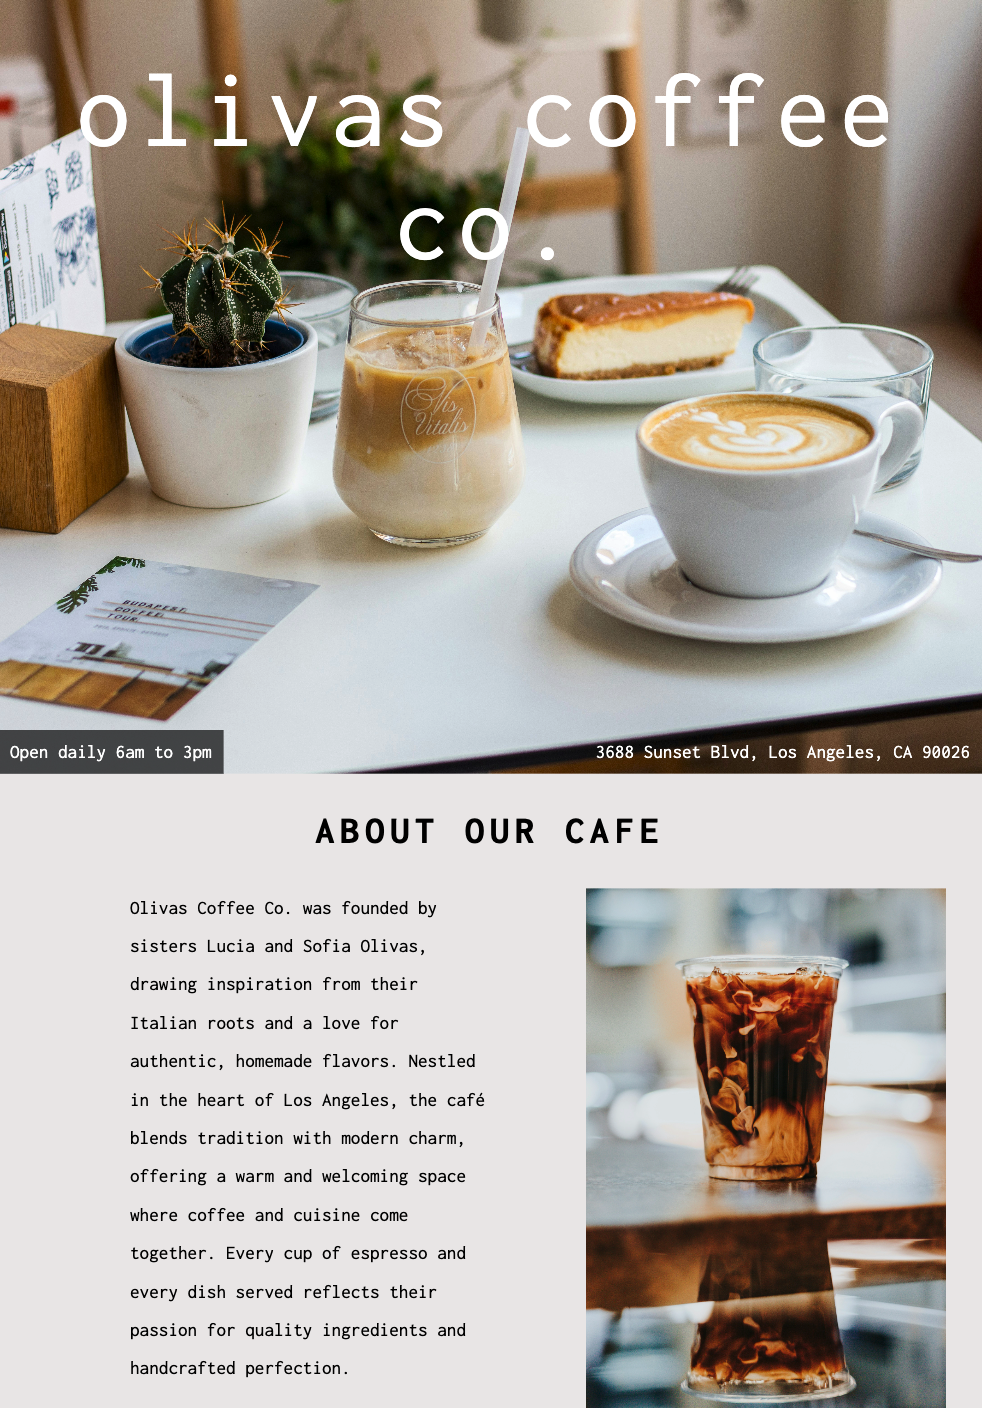 olivas coffee
co.
Vitalis
BUDAPEST.
COFFEE.
TOUR.
Open daily 6am to 3pm
3688 Sunset Blvd, Los Angeles, CA 90026
ABOUT OUR CAFE
Olivas Coffee Co. was founded by
sisters Lucia and Sofia Olivas,
drawing inspiration from their
Italian roots and a love for
authentic, homemade flavors. Nestled
in the heart of Los Angeles, the café
blends tradition with modern charm,
offering a warm and welcoming space
where coffee and cuisine come
together. Every cup of espresso and
every dish served reflects their
passion for quality ingredients and
handcrafted perfection.